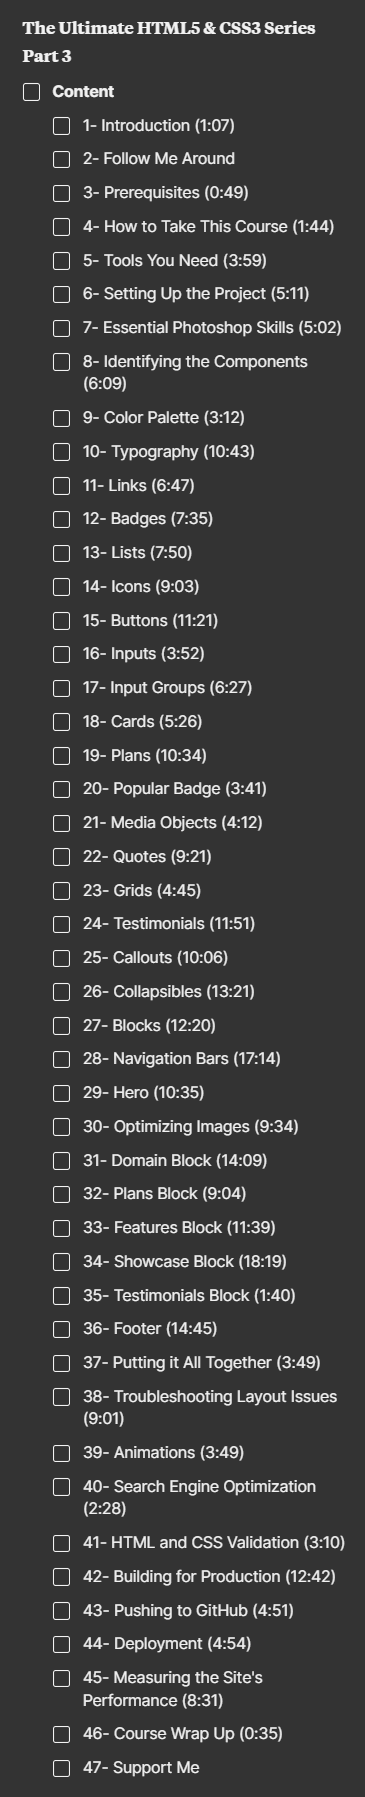 The Ultimate HTML5 & CSS3 Series
Part 3
Content
1- Introduction (1:07)
2- Follow Me Around
3- Prerequisites (0:49)
4- How to Take This Course (1:44)
5- Tools You Need (3:59)
6- Setting Up the Project (5:11)
7- Essential Photoshop Skills (5:02)
8- Identifying the Components
(6:09)
9- Color Palette (3:12)
10- Typography (10:43)
11- Links (6:47)
12- Badges (7:35)
13- Lists (7:50)
14- Icons (9:03)
15- Buttons (11:21)
16- Inputs (3:52)
17- Input Groups (6:27)
18- Cards (5:26)
19- Plans (10:34)
20- Popular Badge (3:41)
21- Media Objects (4:12)
22- Quotes (9:21)
23- Grids (4:45)
24- Testimonials (11:51)
25- Callouts (10:06)
26- Collapsibles (13:21)
27- Blocks (12:20)
28- Navigation Bars (17:14)
29- Hero (10:35)
30- Optimizing Images (9:34)
31- Domain Block (14:09)
32- Plans Block (9:04)
33- Features Block (11:39)
34- Showcase Block (18:19)
35- Testimonials Block (1:40)
36- Footer (14:45)
37- Putting it All Together (3:49)
38- Troubleshooting Layout Issues
(9:01)
39- Animations (3:49)
40- Search Engine Optimization
(2:28)
41- HTML and CSS Validation (3:10)
42- Building for Production (12:42)
43- Pushing to GitHub (4:51)
44- Deployment (4:54)
45- Measuring the Site's
Performance (8:31)
46- Course Wrap Up (0:35)
47- Support Me